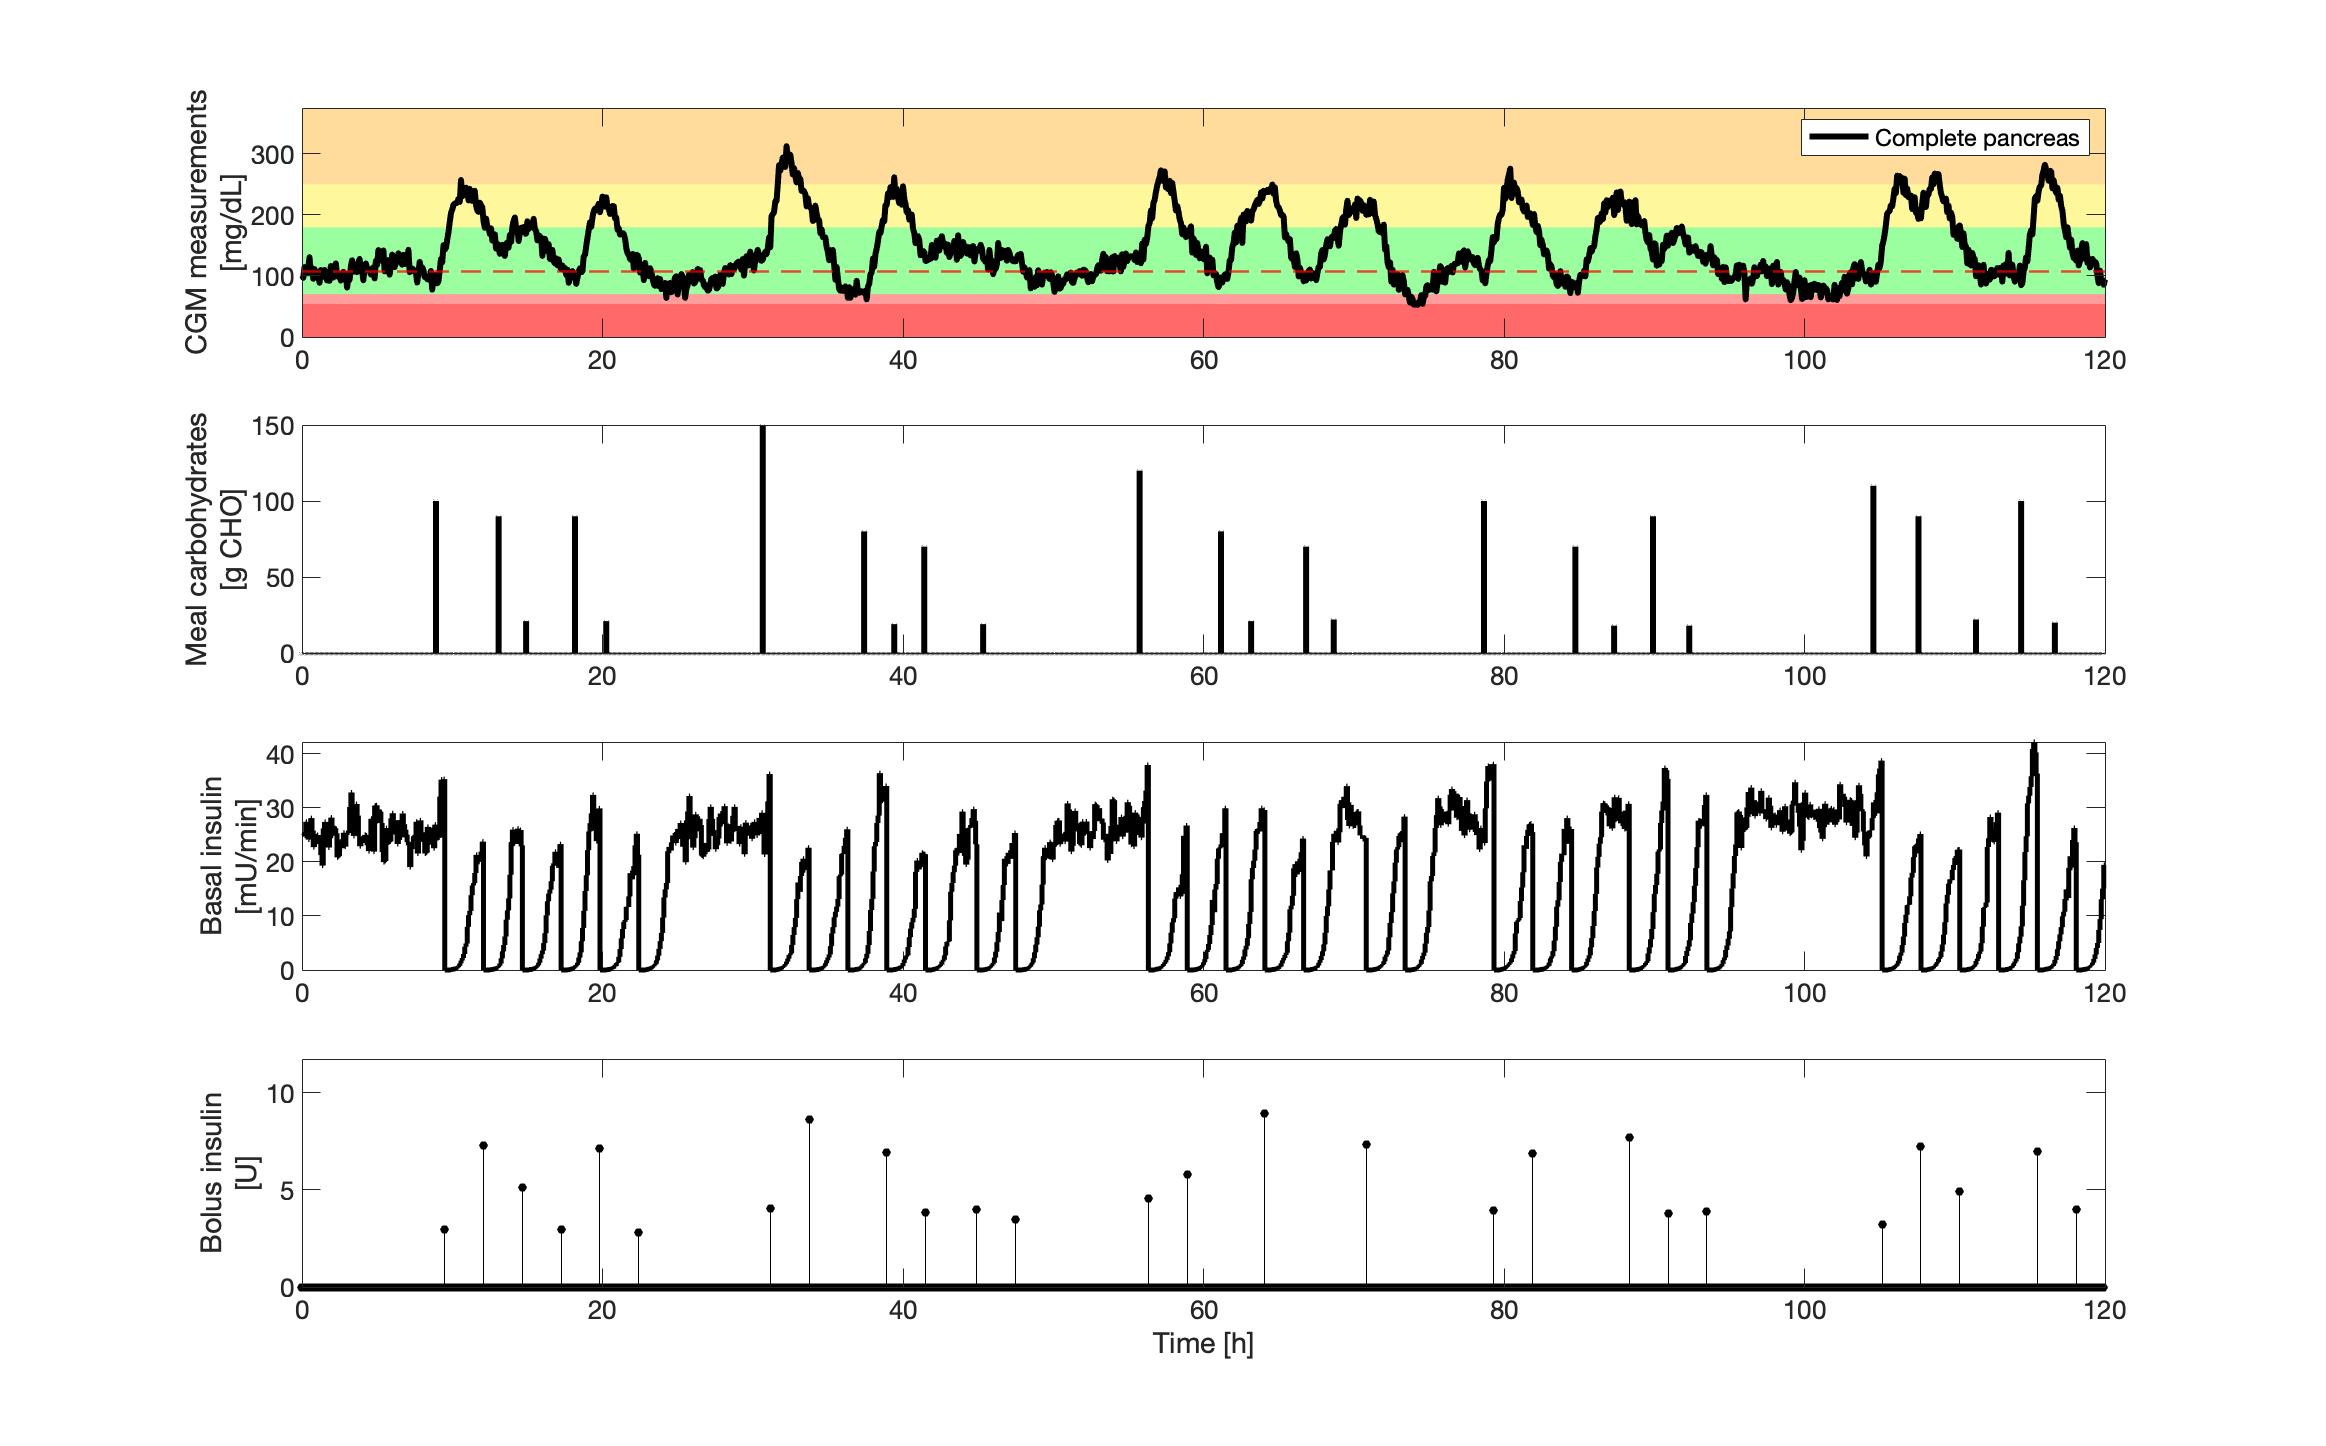 CGM measurements
[mg/dL]
300
200
100
0
Complete pancreas
0 20 40 60 80 100 120
Meal carbohydrates
[g CHO]
150
100
50
0
0 20 40 60 80 100 120
Basal insulin
[mU/min]
40
30
20
10
0
0 20 40 60 80 100 120
Bolus insulin
[U]
10
5
0
0 20 40 60 80 100 120
Time [h]